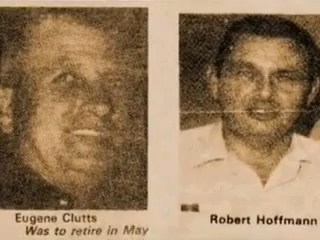 Eugene Clutts
Was to retire in May
Robert Hoffmann